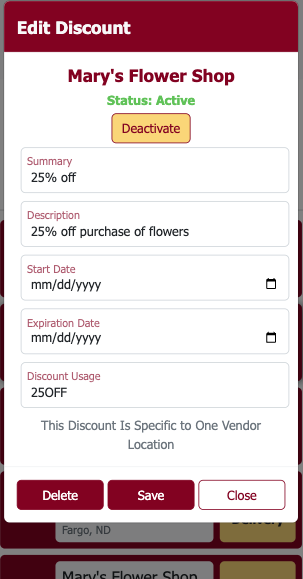 Edit Discount
Mary's Flower Shop
Status: Active
Deactivate
Summary
25% off
Description
25% off purchase of flowers
Start Date
mm/dd/yyyy
Expiration Date
mm/dd/yyyy
Discount Usage
25OFF
This Discount Is Specific to One Vendor
Location
Delete
Save
Close
Fargo, ND
Delivery
Mary's Flower Shop